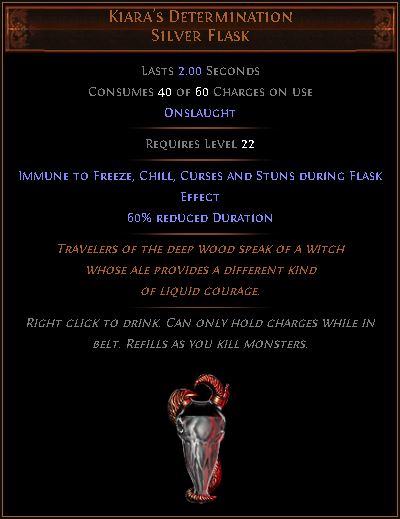 Kiara's Determination
Silver Flask
Lasts 2.00 Seconds
Consumes 40 of 60 Charges on use
Onslaught
Requires Level 22
Immune to Freeze, Chill, Curses and Stuns during Flask
Effect
60% reduced Duration
Travelers of the deep wood speak of a witch
whose ale provides a different kind
of liquid courage.
Right click to drink. Can only hold charges while in
belt. Refills as you kill monsters.